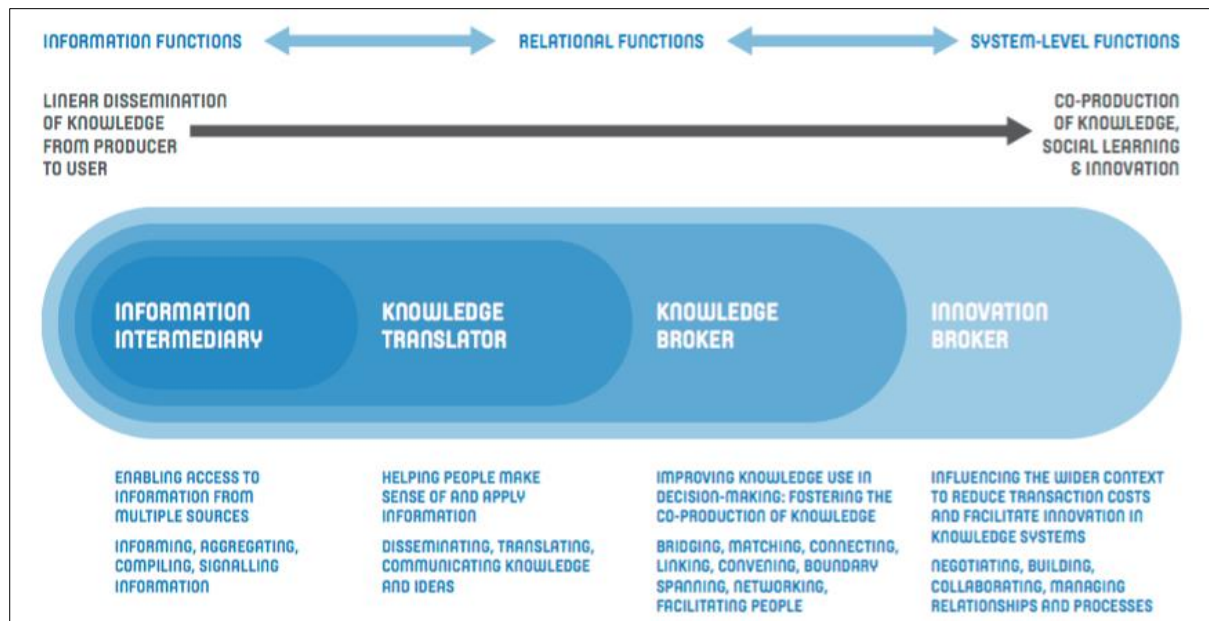 INFORMATION FUNCTIONS
RELATIONAL FUNCTIONS
SYSTEM-LEVEL FUNCTIONS
LINEAR DISSEMINATION
OF KNOWLEDGE
FROM PRODUCER
TO USER
CO-PRODUCTION
OF KNOWLEDGE,
SOCIAL LEARNING
& INNOVATION
INFORMATION
INTERMEDIARY
KNOWLEDGE
TRANSLATOR
KNOWLEDGE
BROKER
INNOVATION
BROKER
ENABLING ACCESS TO
INFORMATION FROM
MULTIPLE SOURCES
INFORMING, AGGREGATING,
COMPILING, SIGNALLING
INFORMATION
HELPING PEOPLE MAKE
SENSE OF AND APPLY
INFORMATION
DISSEMINATING, TRANSLATING,
COMMUNICATING KNOWLEDGE
AND IDEAS
IMPROVING KNOWLEDGE USE IN
DECISION-MAKING: FOSTERING THE
CO-PRODUCTION OF KNOWLEDGE
BRIDGING, MATCHING, CONNECTING,
LINKING, CONVENING, BOUNDARY
SPANNING, NETWORKING,
FACILITATING PEOPLE
INFLUENCING THE WIDER CONTEXT
TO REDUCE TRANSACTION COSTS
AND FACILITATE INNOVATION IN
KNOWLEDGE SYSTEMS
NEGOTIATING, BUILDING,
COLLABORATING, MANAGING
RELATIONSHIPS AND PROCESSES